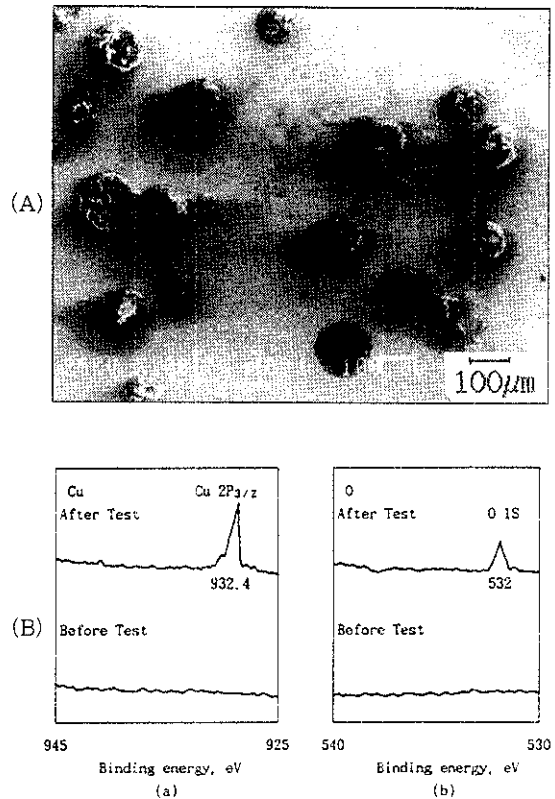 (A)
100μm
Cu Cu 2P3/2
After Test
932.4
Before Test
O
After Test O 1S
532
Before Test
(B)
945 925
Binding energy, eV
(a)
540 530
Binding energy, eV
(b)